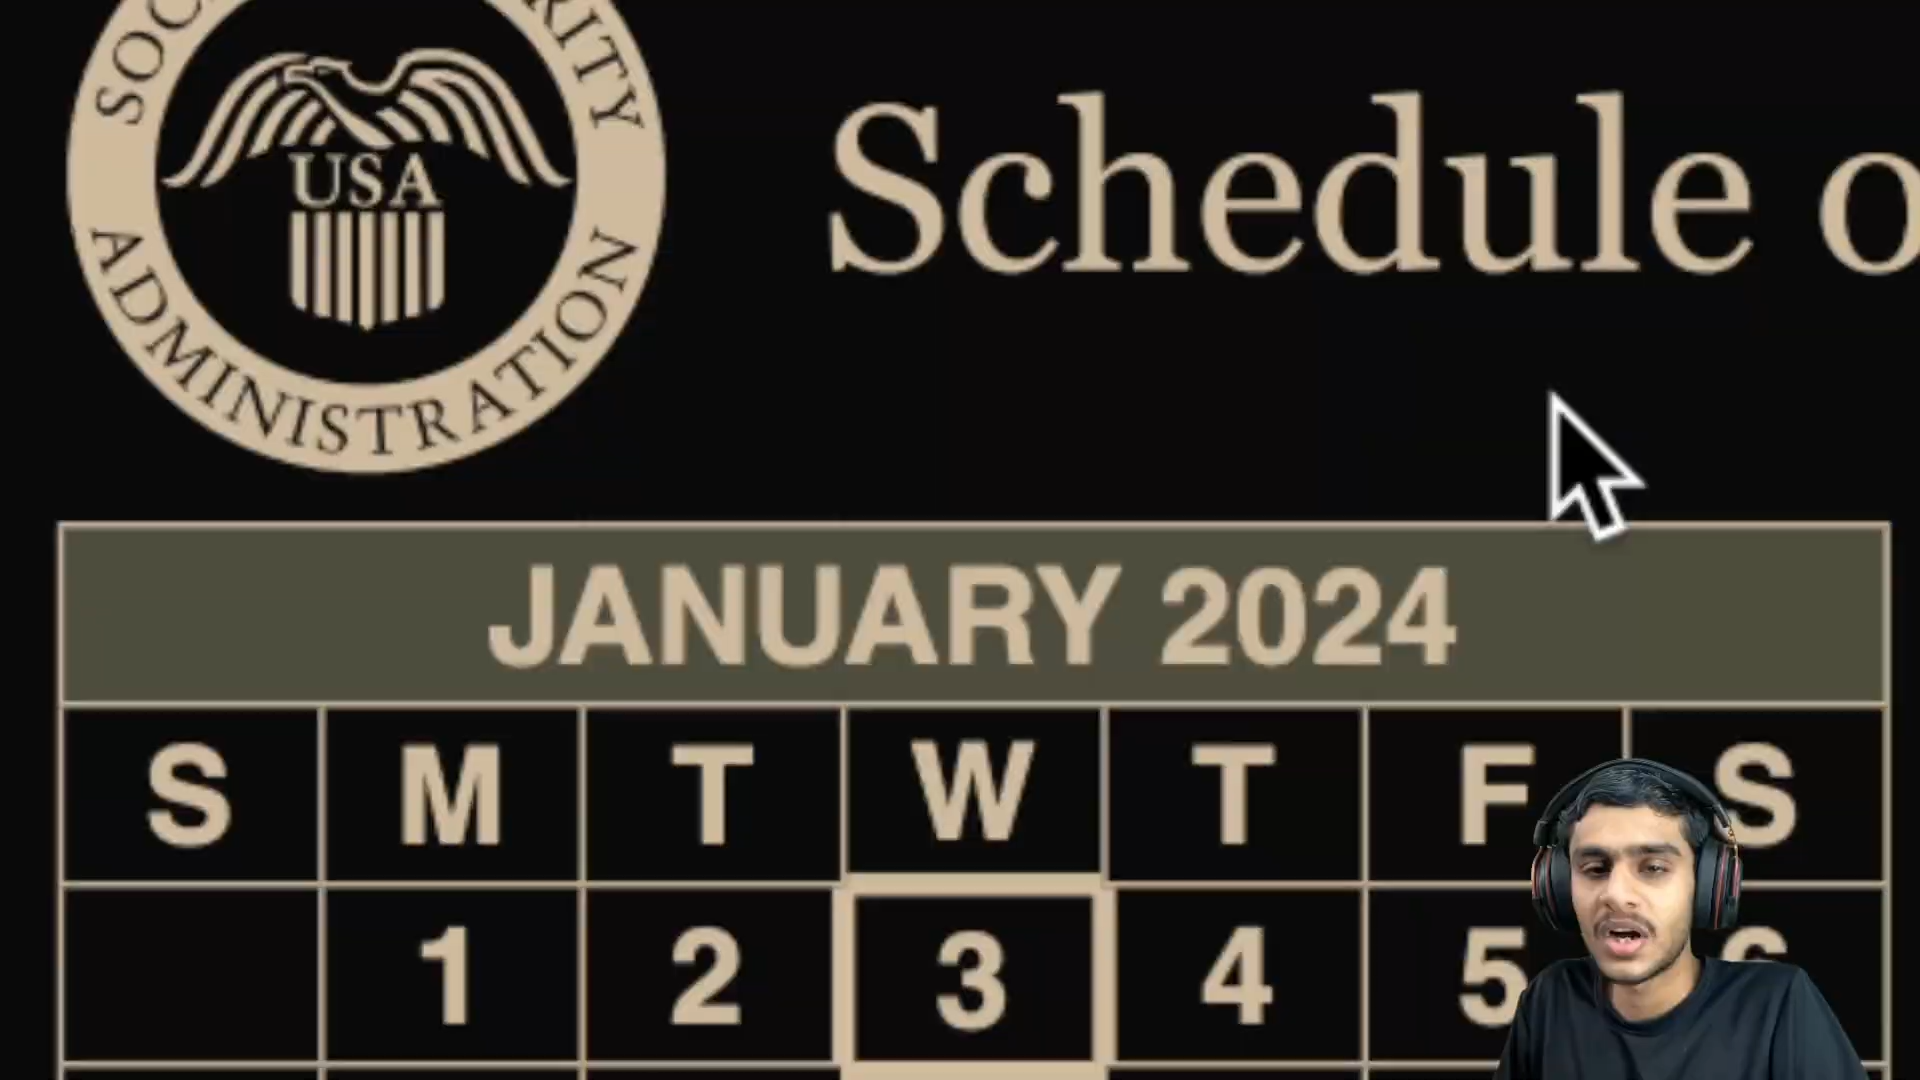 USA
ADMINISTRATION
Schedule
JANUARY 2024
S M T W T F S
1 2 3 4 5